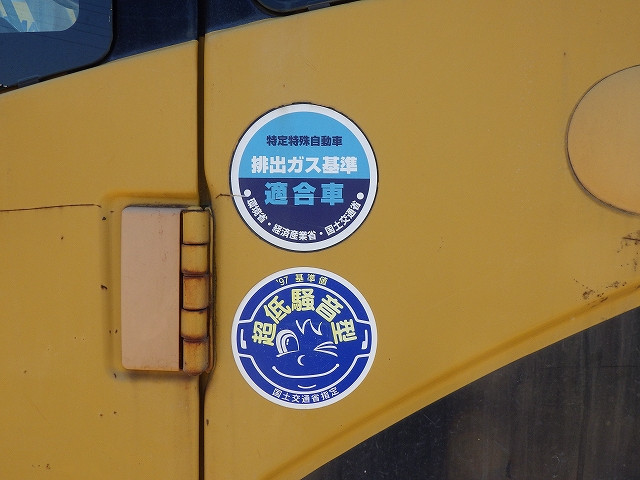 特定特殊自動車
排出ガス基準
適合車
環境省・経済産業省・国土交通省
'97 基準値
超低騒音型
国土交通省指定